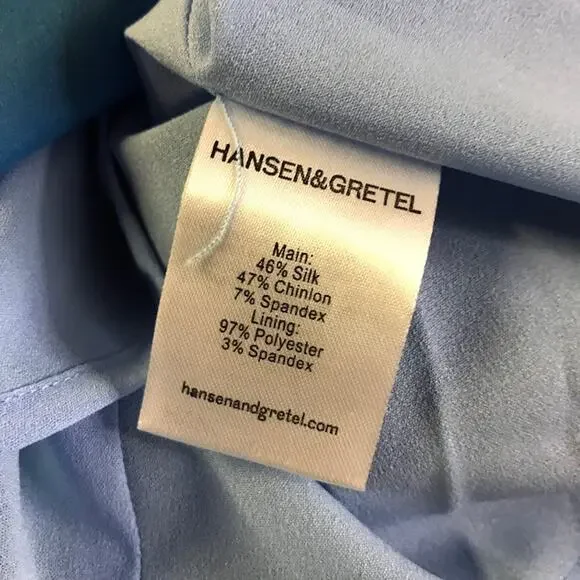 HANSEN&GRETEL
Main:
46% Silk
47% Chinlon
7% Spandex
Lining:
97% Polyester
3% Spandex
hansenandgretel.com